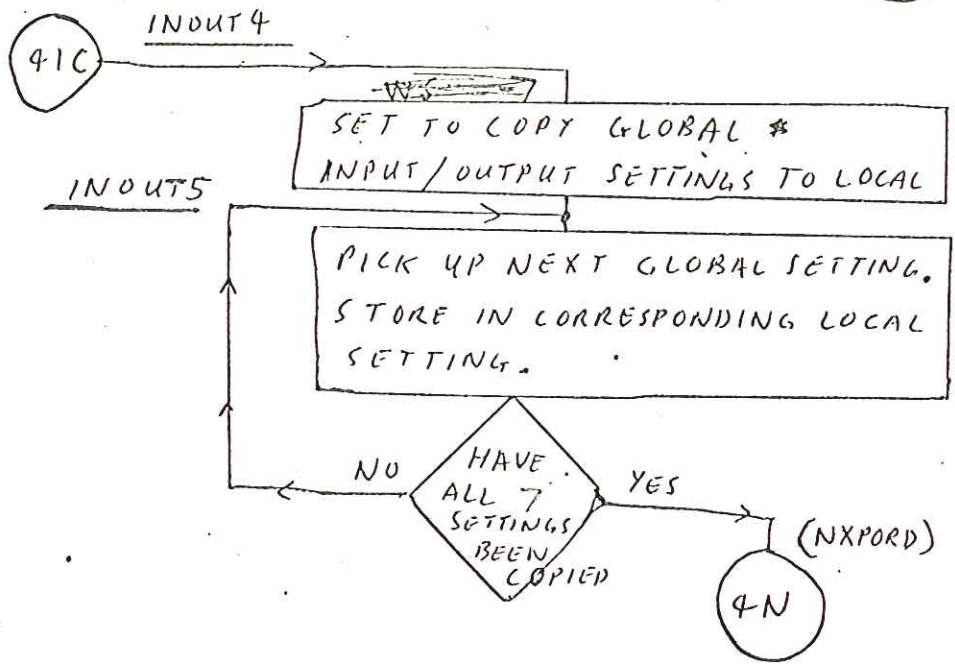 INOUT4
41C
SET TO COPY GLOBAL *
INPUT/OUTPUT SETTINGS TO LOCAL
INOUT5
PICK UP NEXT GLOBAL SETTING.
STORE IN CORRESPONDING LOCAL
SETTING.
NO
HAVE
ALL 7
SETTINGS
BEEN
COPIED
YES
(NXPORD)
4N